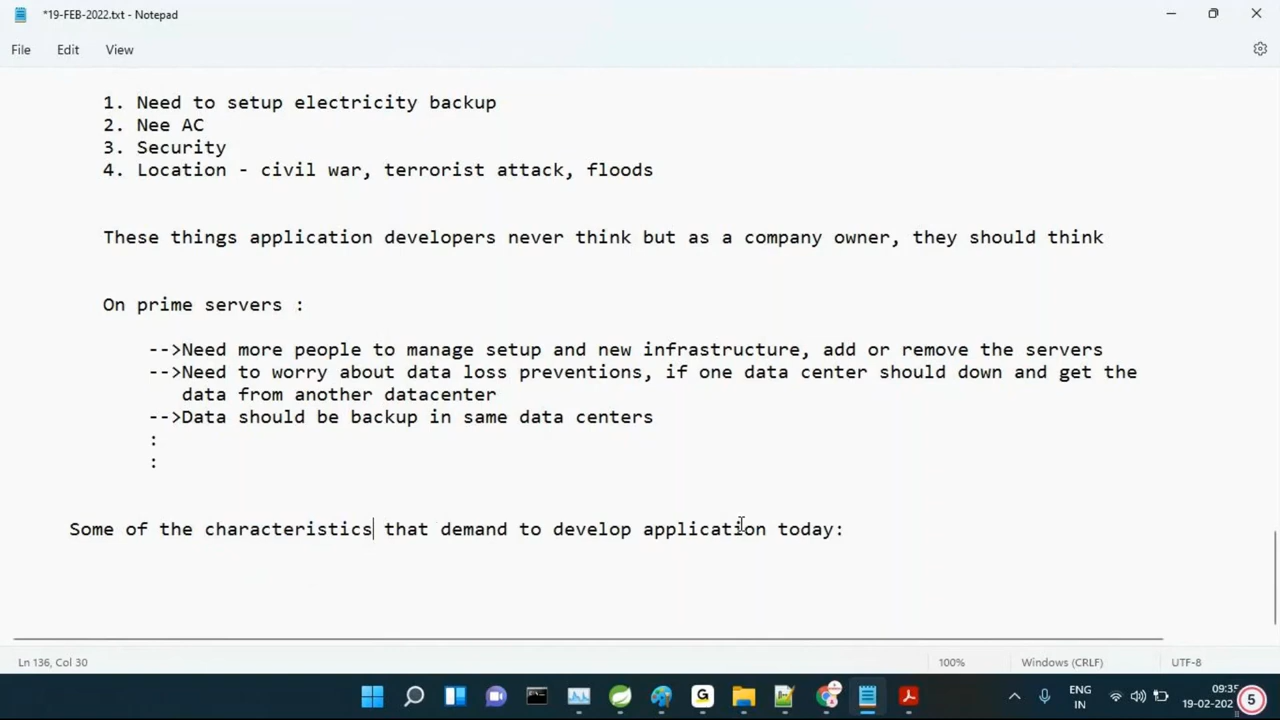 *19-FEB-2022.txt - Notepad
File Edit View
1. Need to setup electricity backup
2. Nee AC
3. Security
4. Location - civil war, terrorist attack, floods
These things application developers never think but as a company owner, they should think
On prime servers :
-->Need more people to manage setup and new infrastructure, add or remove the servers
-->Need to worry about data loss preventions, if one data center should down and get the
data from another datacenter
-->Data should be backup in same data centers
:
:
Some of the characteristics that demand to develop application today:
Ln 136, Col 30 100% Windows (CRLF) UTF-8
ENG
IN
19-02-202
5